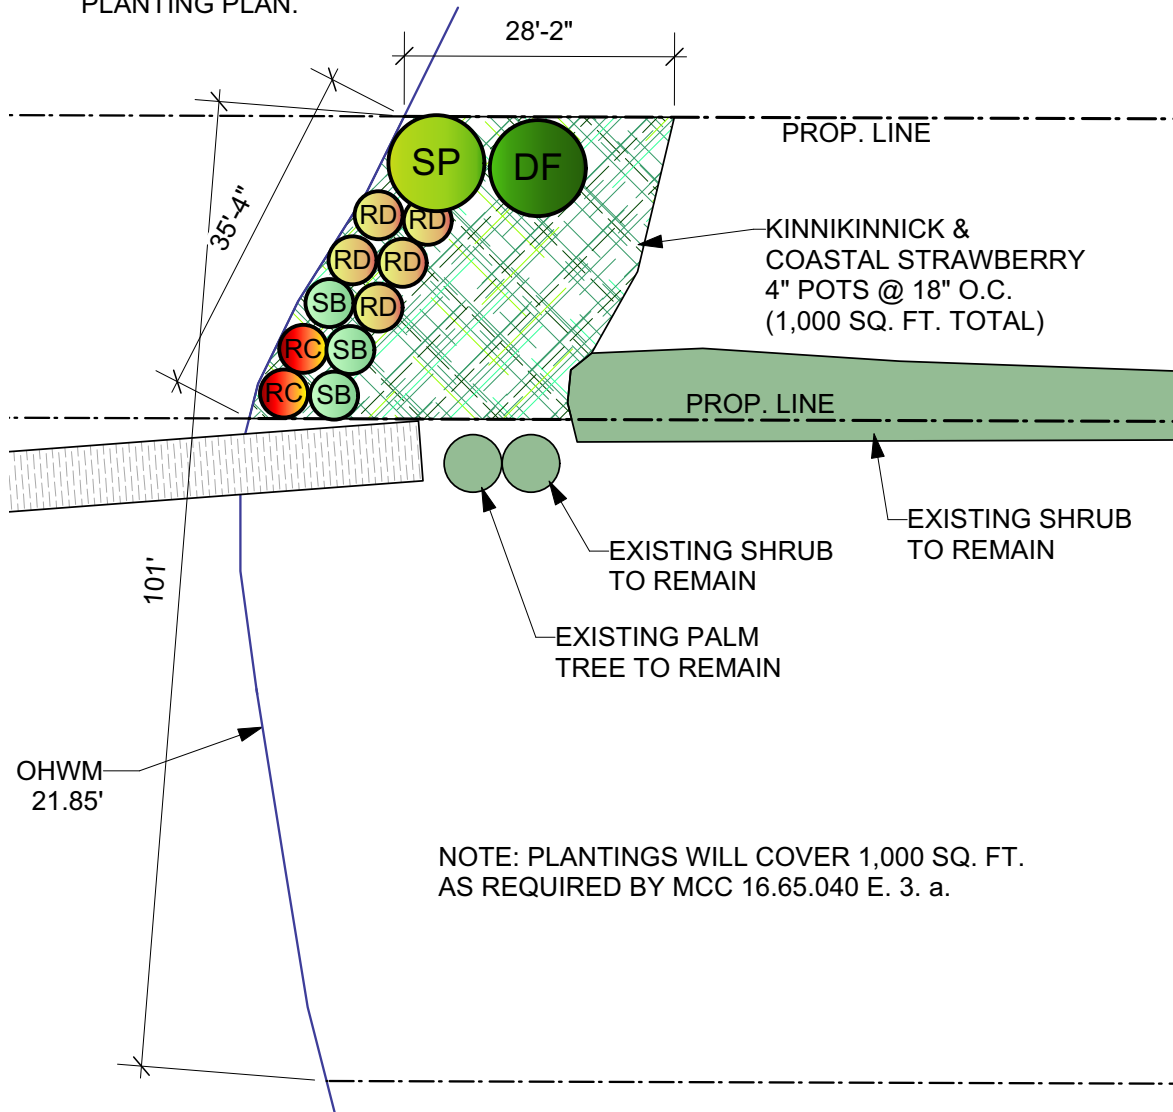 PLANTING PLAN.
28'-2"
PROP. LINE
35'-4"
SP
DF
RD
RD
RD
RD
SB
RD
RC
SB
RC
SB
KINNIKINNICK &
COASTAL STRAWBERRY
4" POTS @ 18" O.C.
(1,000 SQ. FT. TOTAL)
PROP. LINE
EXISTING SHRUB
TO REMAIN
EXISTING SHRUB
TO REMAIN
101'
EXISTING PALM
TREE TO REMAIN
OHWM
21.85'
NOTE: PLANTINGS WILL COVER 1,000 SQ. FT.
AS REQUIRED BY MCC 16.65.040 E. 3. a.